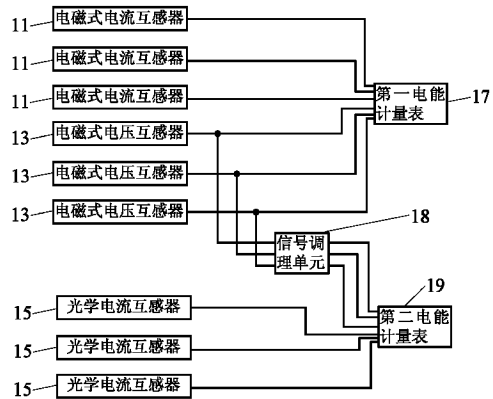 11
电磁式电流互感器
11
电磁式电流互感器
11
电磁式电流互感器
13
电磁式电压互感器
13
电磁式电压互感器
13
电磁式电压互感器
第一电能
计量表
17
信号调
理单元
18
15
光学电流互感器
15
光学电流互感器
15
光学电流互感器
第二电能
计量表
19